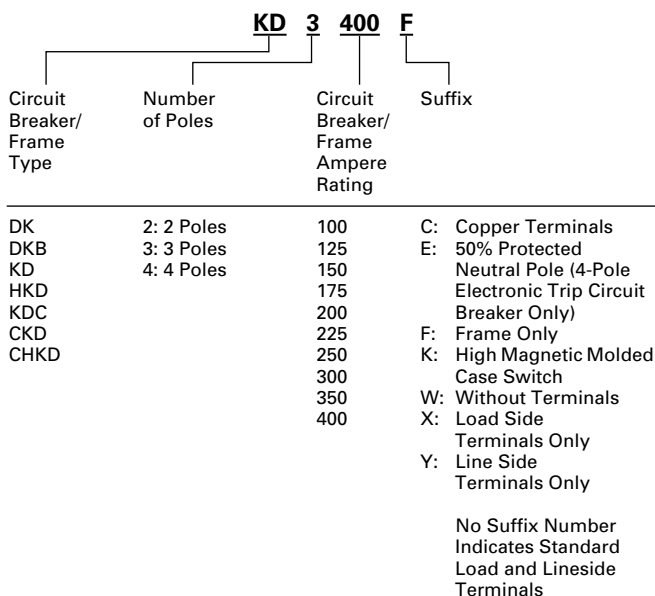 KD 3 400 F
Circuit
Breaker/
Frame
Type
Number
of Poles
Circuit
Breaker/
Frame
Ampere
Rating
Suffix
DK
DKB
KD
HKD
KDC
CKD
CHKD
2: 2 Poles
3: 3 Poles
4: 4 Poles
100
125
150
175
200
225
250
300
350
400
C: Copper Terminals
E: 50% Protected
Neutral Pole (4-Pole
Electronic Trip Circuit
Breaker Only)
F: Frame Only
K: High Magnetic Molded
Case Switch
W: Without Terminals
X: Load Side
Terminals Only
Y: Line Side
Terminals Only
No Suffix Number
Indicates Standard
Load and Lineside
Terminals